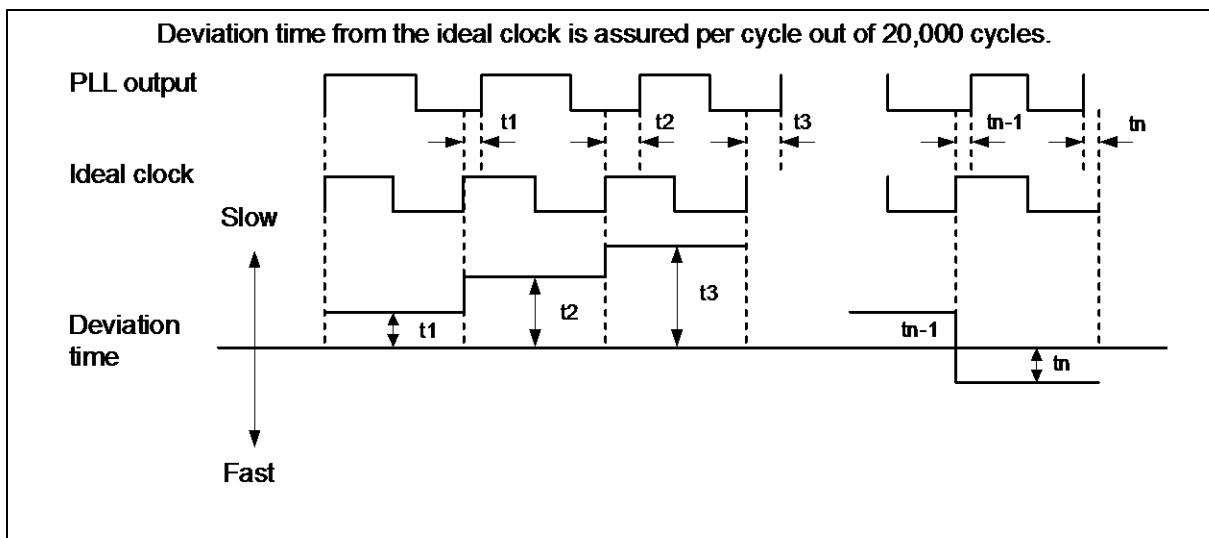 Deviation time from the ideal clock is assured per cycle out of 20,000 cycles.
PLL output
t1
t2
t3
tn-1
tn
Ideal clock
Slow
t1
t2
t3
tn-1
tn
Deviation
time
Fast